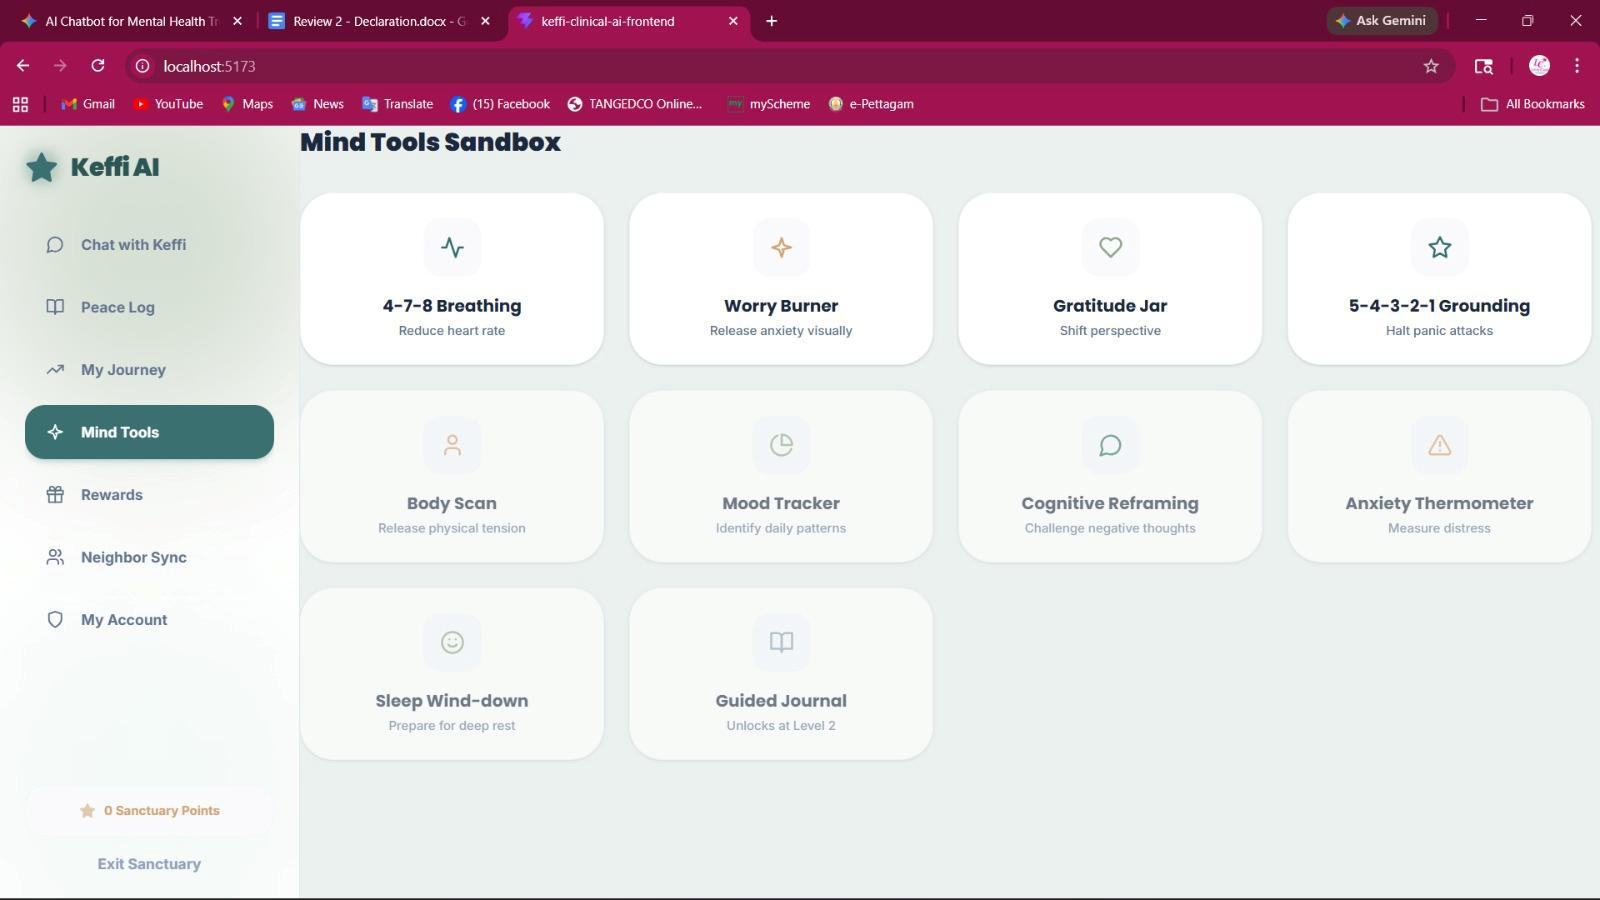 AI Chatbot for Mental Health Tr
Review 2 - Declaration.docx - G
keffi-clinical-ai-frontend
Ask Gemini
localhost:5173
Gmail
YouTube
Maps
News
Translate
(15) Facebook
TANGEDCO Online...
my
myScheme
e-Pettagam
All Bookmarks
Keffi AI
Chat with Keffi
Peace Log
My Journey
Mind Tools
Rewards
Neighbor Sync
My Account
0 Sanctuary Points
Exit Sanctuary
Mind Tools Sandbox
4-7-8 Breathing
Reduce heart rate
Worry Burner
Release anxiety visually
Gratitude Jar
Shift perspective
5-4-3-2-1 Grounding
Halt panic attacks
Body Scan
Release physical tension
Mood Tracker
Identify daily patterns
Cognitive Reframing
Challenge negative thoughts
Anxiety Thermometer
Measure distress
Sleep Wind-down
Prepare for deep rest
Guided Journal
Unlocks at Level 2